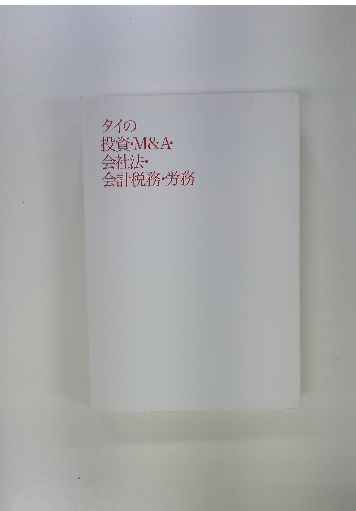 タイの
投資・M&A・
会社法・
会計税務・労務